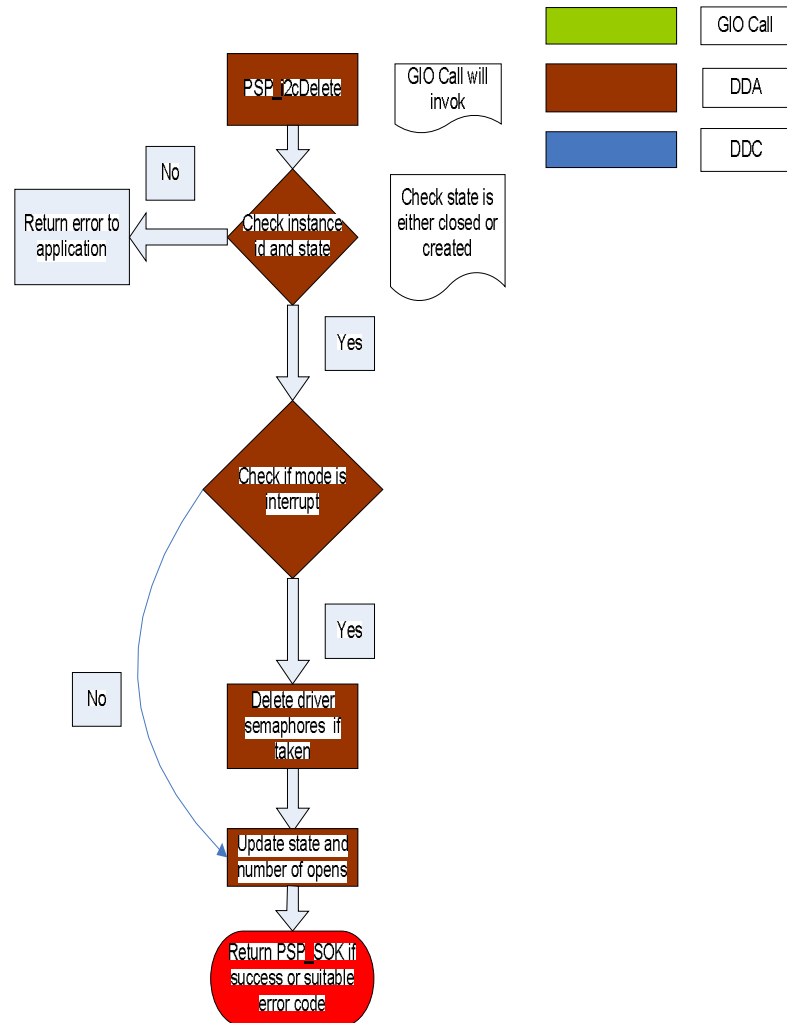 GIO Call
DDA
DDC
PSP_i2cDelete
GIO Call will
invok
No
Check instance
id and state
Return error to
application
Check state is
either closed or
created
Yes
Check if mode is
interrupt
Yes
No
Delete driver
semaphores if
taken
Update state and
number of opens
Return PSP_SOK if
success or suitable
error code